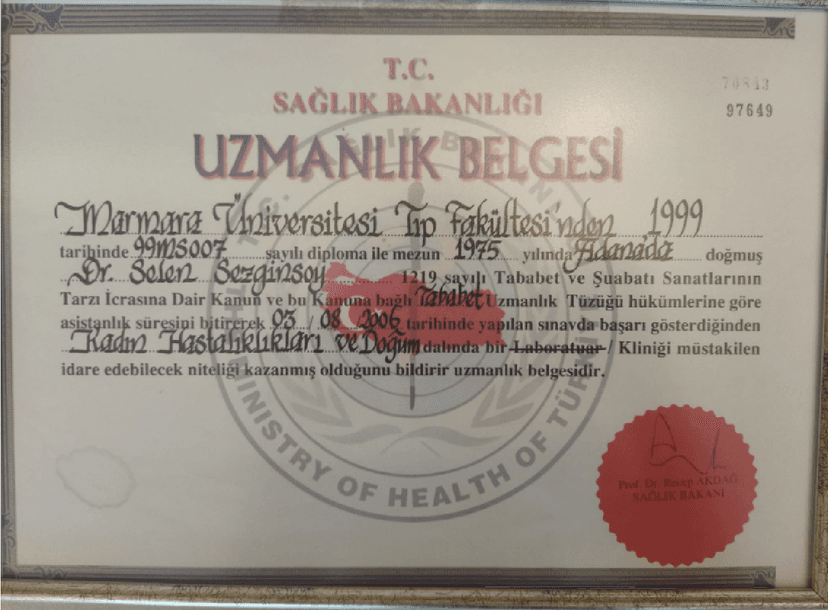 T.C.
SAĞLIK BAKANLIĞI
UZMANLIK BELGESİ
70843
97649
Marmara Üniversitesi Tıp Fakültesi'nden 1999
tarihinde 99MS007 sayılı diploma ile mezun 1975 yılında Adanada doğmuş
Dr. Selen Sezginsoy 1219 sayılı Tababet ve Şuabatı Sanatlarının
Tarzı İcrasına Dair Kanun ve bu Kanuna bağlı Tababet Uzmanlık Tüzüğü hükümlerine göre
asistanlık süresini bitirerek 03 / 08 / 2006 tarihinde yapılan sınavda başarı gösterdiğinden
Kadın Hastalıklıkları ve Doğum dalında bir Laboratuar / Kliniği müstakilen
idare edebilecek niteliği kazanmış olduğunu bildirir uzmanlık belgesidir.
MINISTRY OF HEALTH OF TÜRKİYE
Prof. Dr. Recep AKDAĞ
SAĞLIK BAKANI